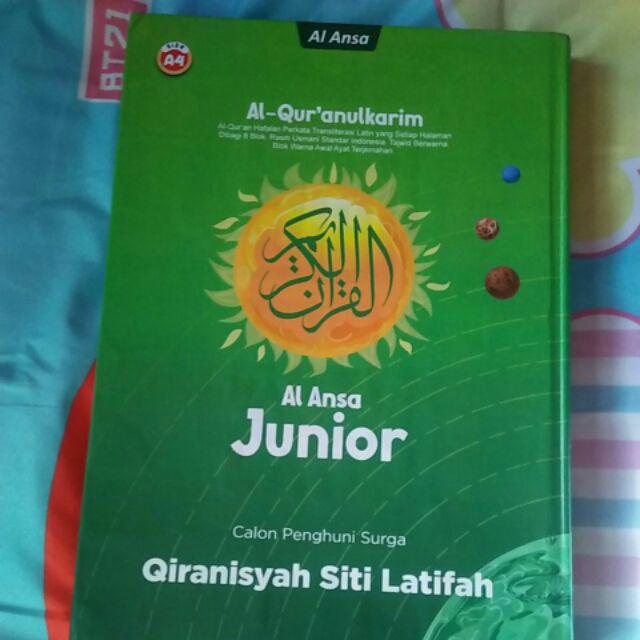 Al Ansa
SIZE
A4
BT21
Al-Qur'anulkarim
Al-Qur'an Hafalan Perkata Transliterasi Latin yang Setiap Halaman
Dibagi 8 Blok, Rasm Usmani Standar Indonesia, Tajwid Berwarna
Blok Warna Awal Ayat Terjemahan.
القرآن الكريم
Al Ansa
Junior
Calon Penghuni Surga
Qiranisyah Siti Latifah